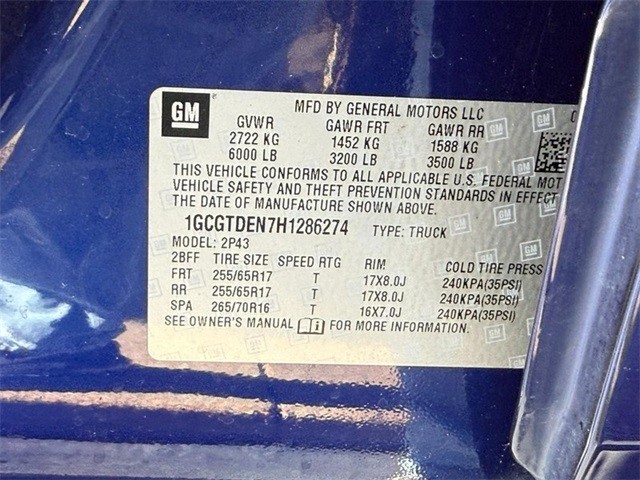 GM
MFD BY GENERAL MOTORS LLC
GVWR GAWR FRT GAWR RR
2722 KG 1452 KG 1588 KG
6000 LB 3200 LB 3500 LB
THIS VEHICLE CONFORMS TO ALL APPLICABLE U.S. FEDERAL MOT
VEHICLE SAFETY AND THEFT PREVENTION STANDARDS IN EFFECT
THE DATE OF MANUFACTURE SHOWN ABOVE.
1GCGTDEN7H1286274 TYPE: TRUCK
MODEL: 2P43
2BFF TIRE SIZE SPEED RTG RIM COLD TIRE PRESS
FRT 255/65R17 T 17X8.0J 240KPA(35PSI)
RR 255/65R17 T 17X8.0J 240KPA(35PSI)
SPA 265/70R16 T 16X7.0J 240KPA(35PSI)
SEE OWNER'S MANUAL i FOR MORE INFORMATION.